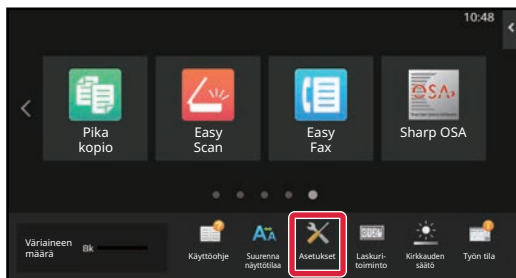 10:48
Pika
kopio
Easy
Scan
Easy
Fax
Sharp OSA
Väriaineen
määrä
Bk
Käyttöohje
Suurenna
näyttötilaa
Asetukset
Laskuri-
toiminto
Kirkkauden
säätö
Työn tila